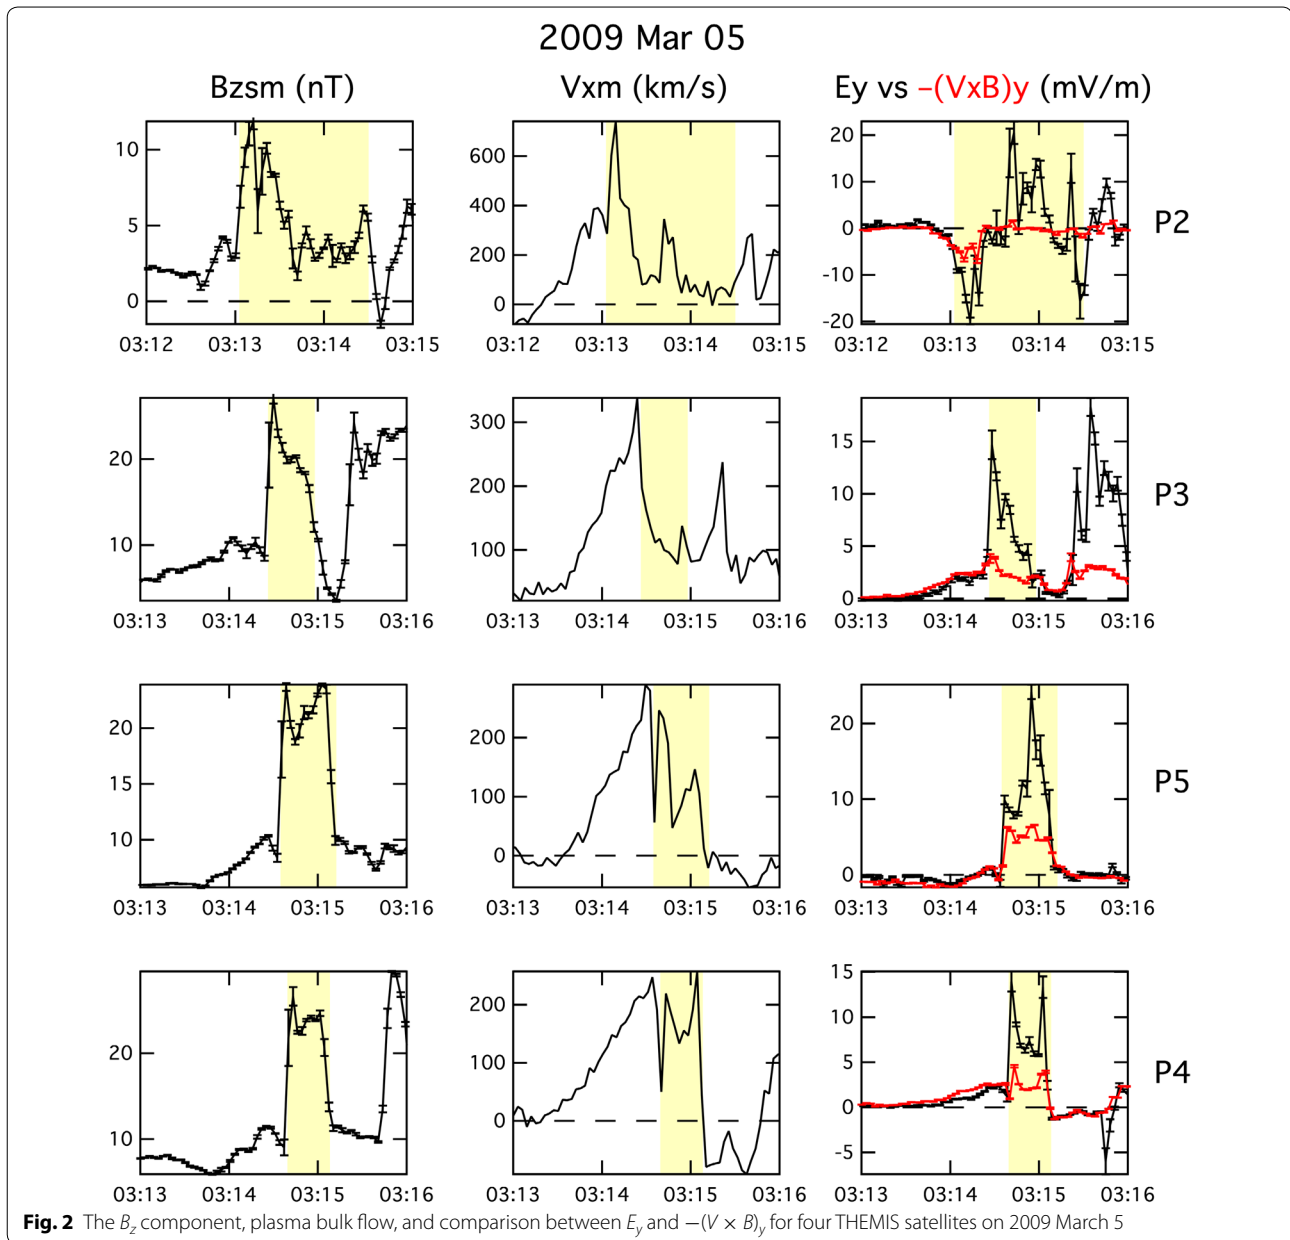 2009 Mar 05
Bzsm (nT) Vxm (km/s) Ey vs –(VxB)y (mV/m)
10
5
0
03:12 03:13 03:14 03:15
600
400
200
0
03:12 03:13 03:14 03:15
20
10
0
-10
-20
03:12 03:13 03:14 03:15
P2
20
10
03:13 03:14 03:15 03:16
300
200
100
03:13 03:14 03:15 03:16
15
10
5
0
03:13 03:14 03:15 03:16
P3
20
15
10
03:13 03:14 03:15 03:16
200
100
0
03:13 03:14 03:15 03:16
20
10
0
03:13 03:14 03:15 03:16
P5
20
10
03:13 03:14 03:15 03:16
200
100
0
03:13 03:14 03:15 03:16
15
10
5
0
-5
03:13 03:14 03:15 03:16
P4
Fig. 2 The Bz component, plasma bulk flow, and comparison between Ey and −(V × B)y for four THEMIS satellites on 2009 March 5